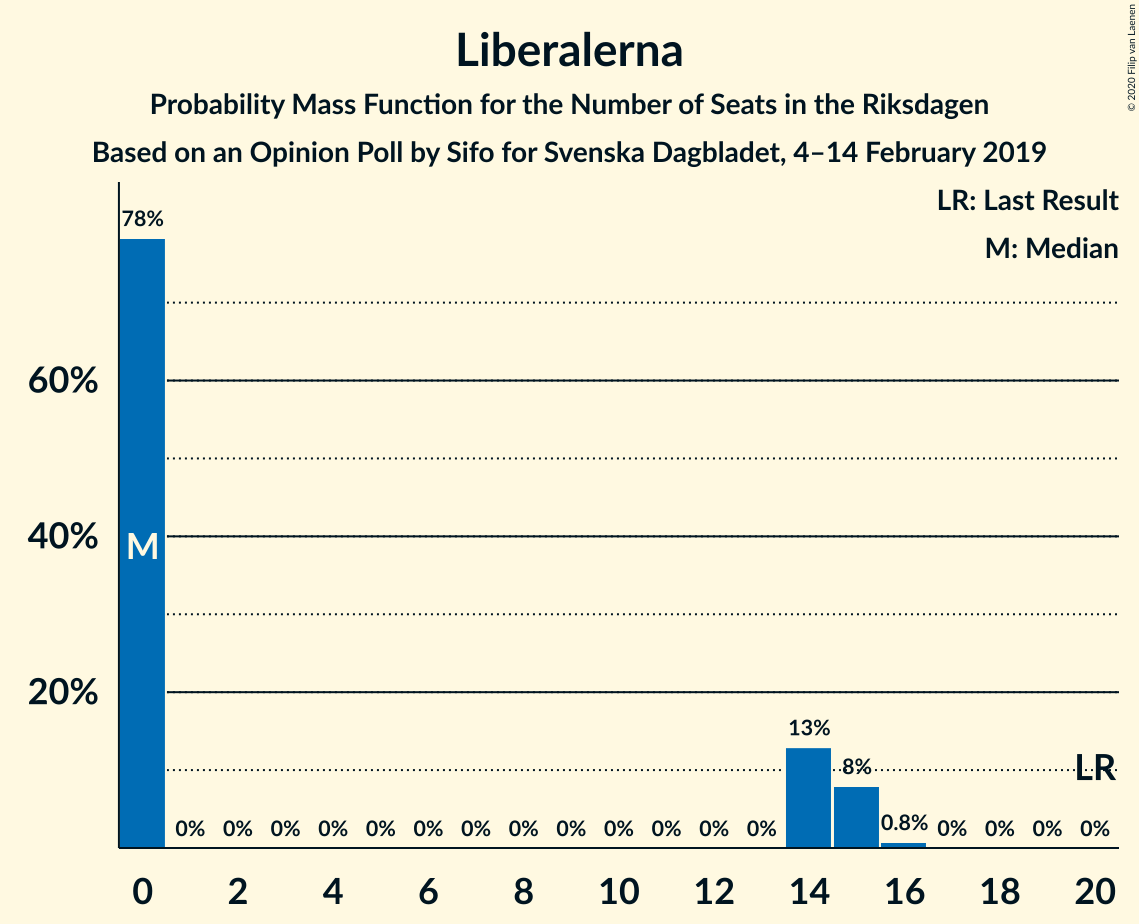 Liberalerna
Probability Mass Function for the Number of Seats in the Riksdagen
Based on an Opinion Poll by Sifo for Svenska Dagbladet, 4–14 February 2019
© 2020 Filip van Laenen
LR: Last Result
M: Median
78%
60%
40%
20%
M
13%
8%
LR
0% 0% 0% 0% 0% 0% 0% 0% 0% 0% 0% 0% 0% 0.8% 0% 0% 0% 0%
0 2 4 6 8 10 12 14 16 18 20